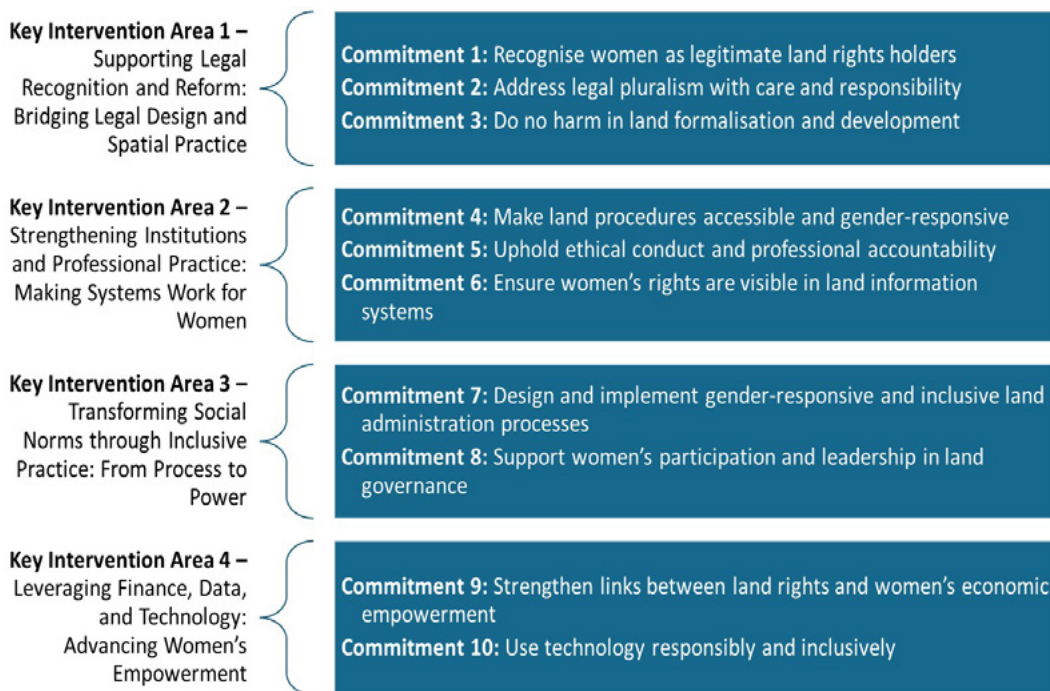 Key Intervention Area 1 –
Supporting Legal
Recognition and Reform:
Bridging Legal Design and
Spatial Practice
Commitment 1: Recognise women as legitimate land rights holders
Commitment 2: Address legal pluralism with care and responsibility
Commitment 3: Do no harm in land formalisation and development
Key Intervention Area 2 –
Strengthening Institutions
and Professional Practice:
Making Systems Work for
Women
Commitment 4: Make land procedures accessible and gender-responsive
Commitment 5: Uphold ethical conduct and professional accountability
Commitment 6: Ensure women’s rights are visible in land information
systems
Key Intervention Area 3 –
Transforming Social
Norms through Inclusive
Practice: From Process to
Power
Commitment 7: Design and implement gender-responsive and inclusive land
administration processes
Commitment 8: Support women’s participation and leadership in land
governance
Key Intervention Area 4 –
Leveraging Finance, Data,
and Technology:
Advancing Women’s
Empowerment
Commitment 9: Strengthen links between land rights and women’s economic
empowerment
Commitment 10: Use technology responsibly and inclusively